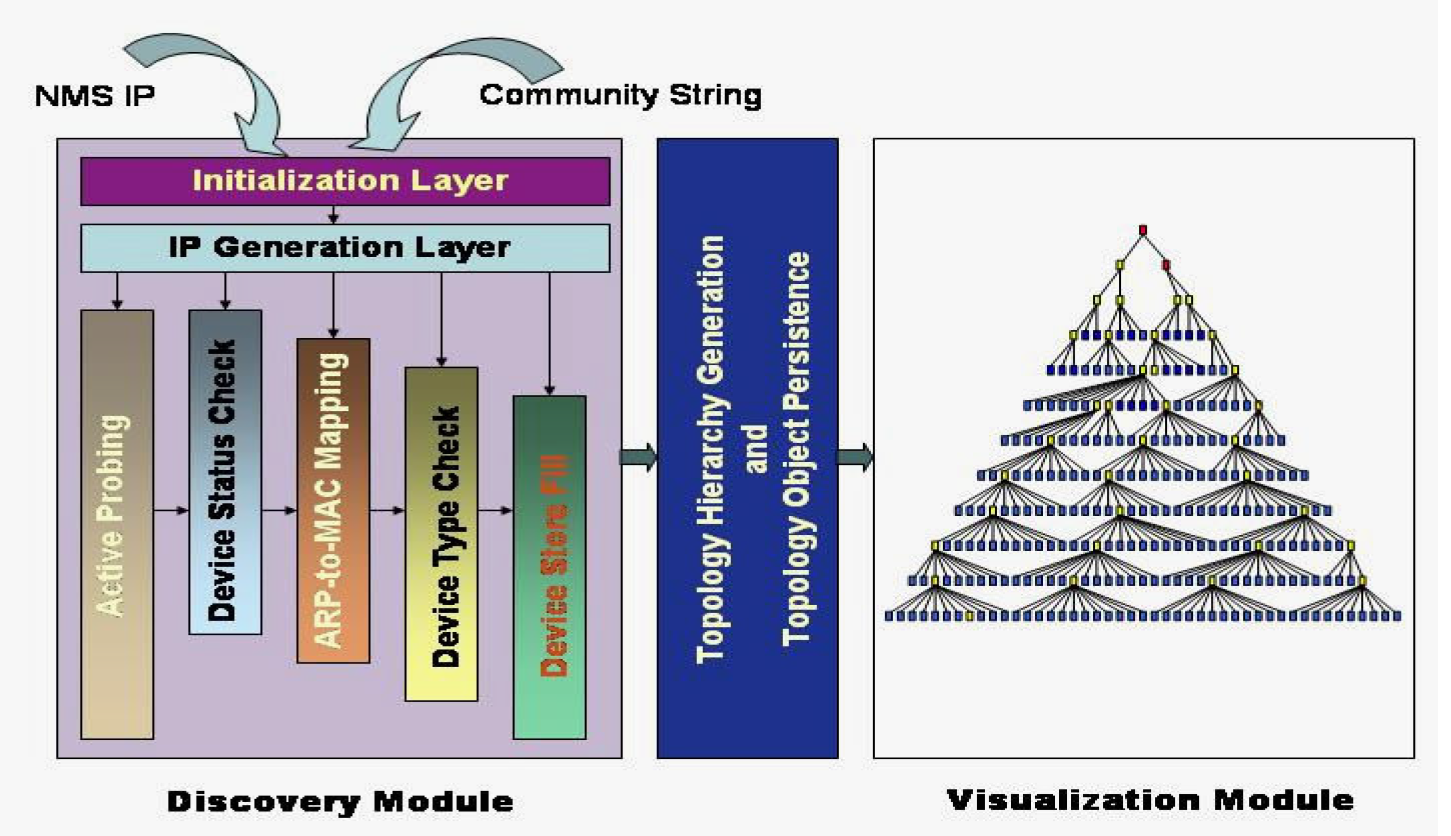 NMS IP
Community String
Initialization Layer
IP Generation Layer
Active Probing
Device Status Check
ARP-to-MAC Mapping
Device Type Check
Device Store Fill
Topology Hierarchy Generation
and
Topology Object Persistence
Discovery Module
Visualization Module